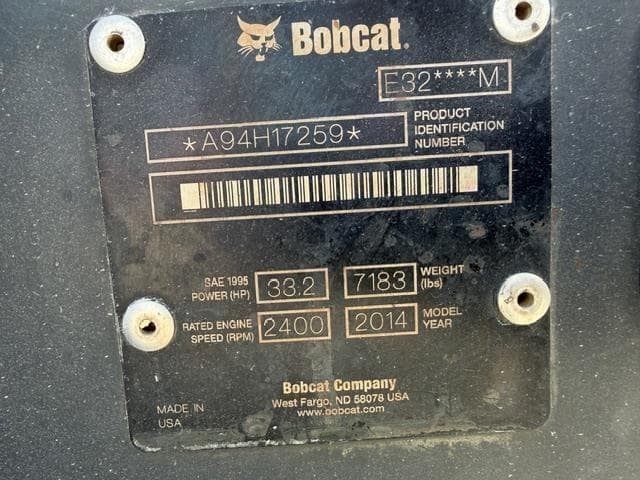 Bobcat.
E32****M
*A94H17259*
PRODUCT
IDENTIFICATION
NUMBER
SAE 1995
POWER (HP)
33.2
7183
WEIGHT
(lbs)
RATED ENGINE
SPEED (RPM)
2400
2014
MODEL
YEAR
Bobcat Company
West Fargo, ND 58078 USA
www.bobcat.com
MADE IN
USA